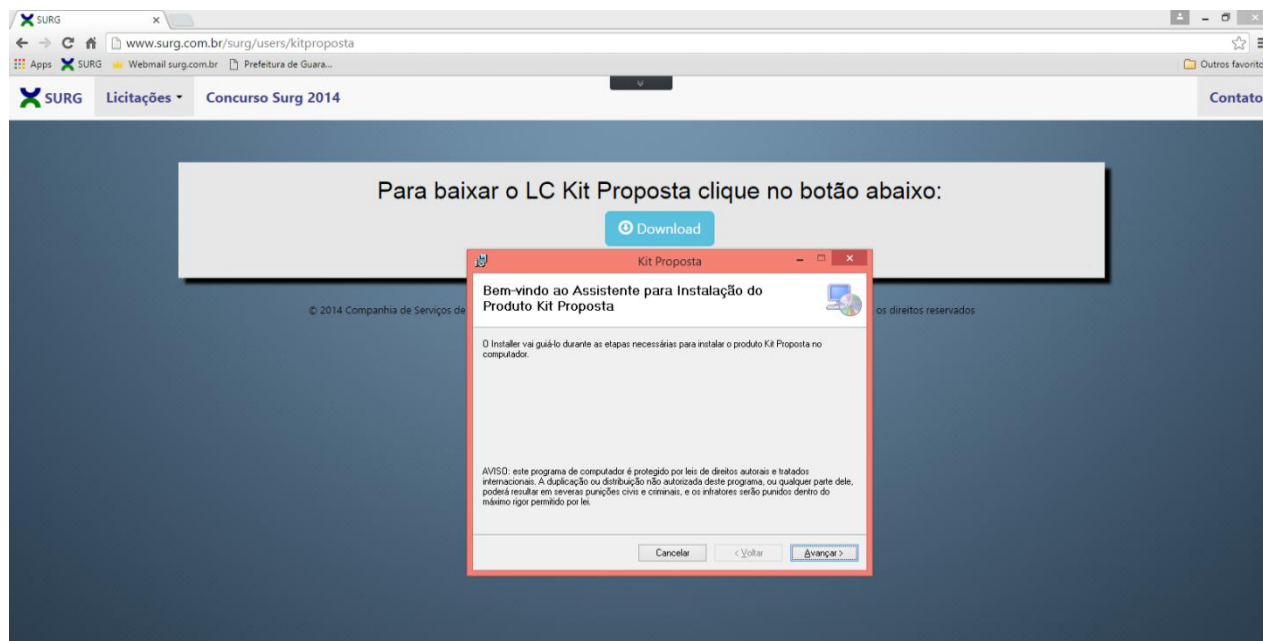 SURG
www.surg.com.br/surg/users/kitproposta
Apps SURG Webmail surg.com.br Prefeitura de Guara... Outros favorito
SURG Licitações Concurso Surg 2014 Contato
Para baixar o LC Kit Proposta clique no botão abaixo:
Download
Kit Proposta
Bem-vindo ao Assistente para Instalação do
Produto Kit Proposta
© 2014 Companhia de Serviços de os direitos reservados
O Installer vai guiá-lo durante as etapas necessárias para instalar o produto Kit Proposta no
computador.
AVISO: este programa de computador é protegido por leis de direitos autorais e tratados
internacionais. A duplicação ou distribuição não autorizada deste programa, ou qualquer parte dele,
poderá resultar em severas punições civis e criminais, e os infratores serão punidos dentro do
máximo rigor permitido por lei.
Cancelar < Voltar Avançar >